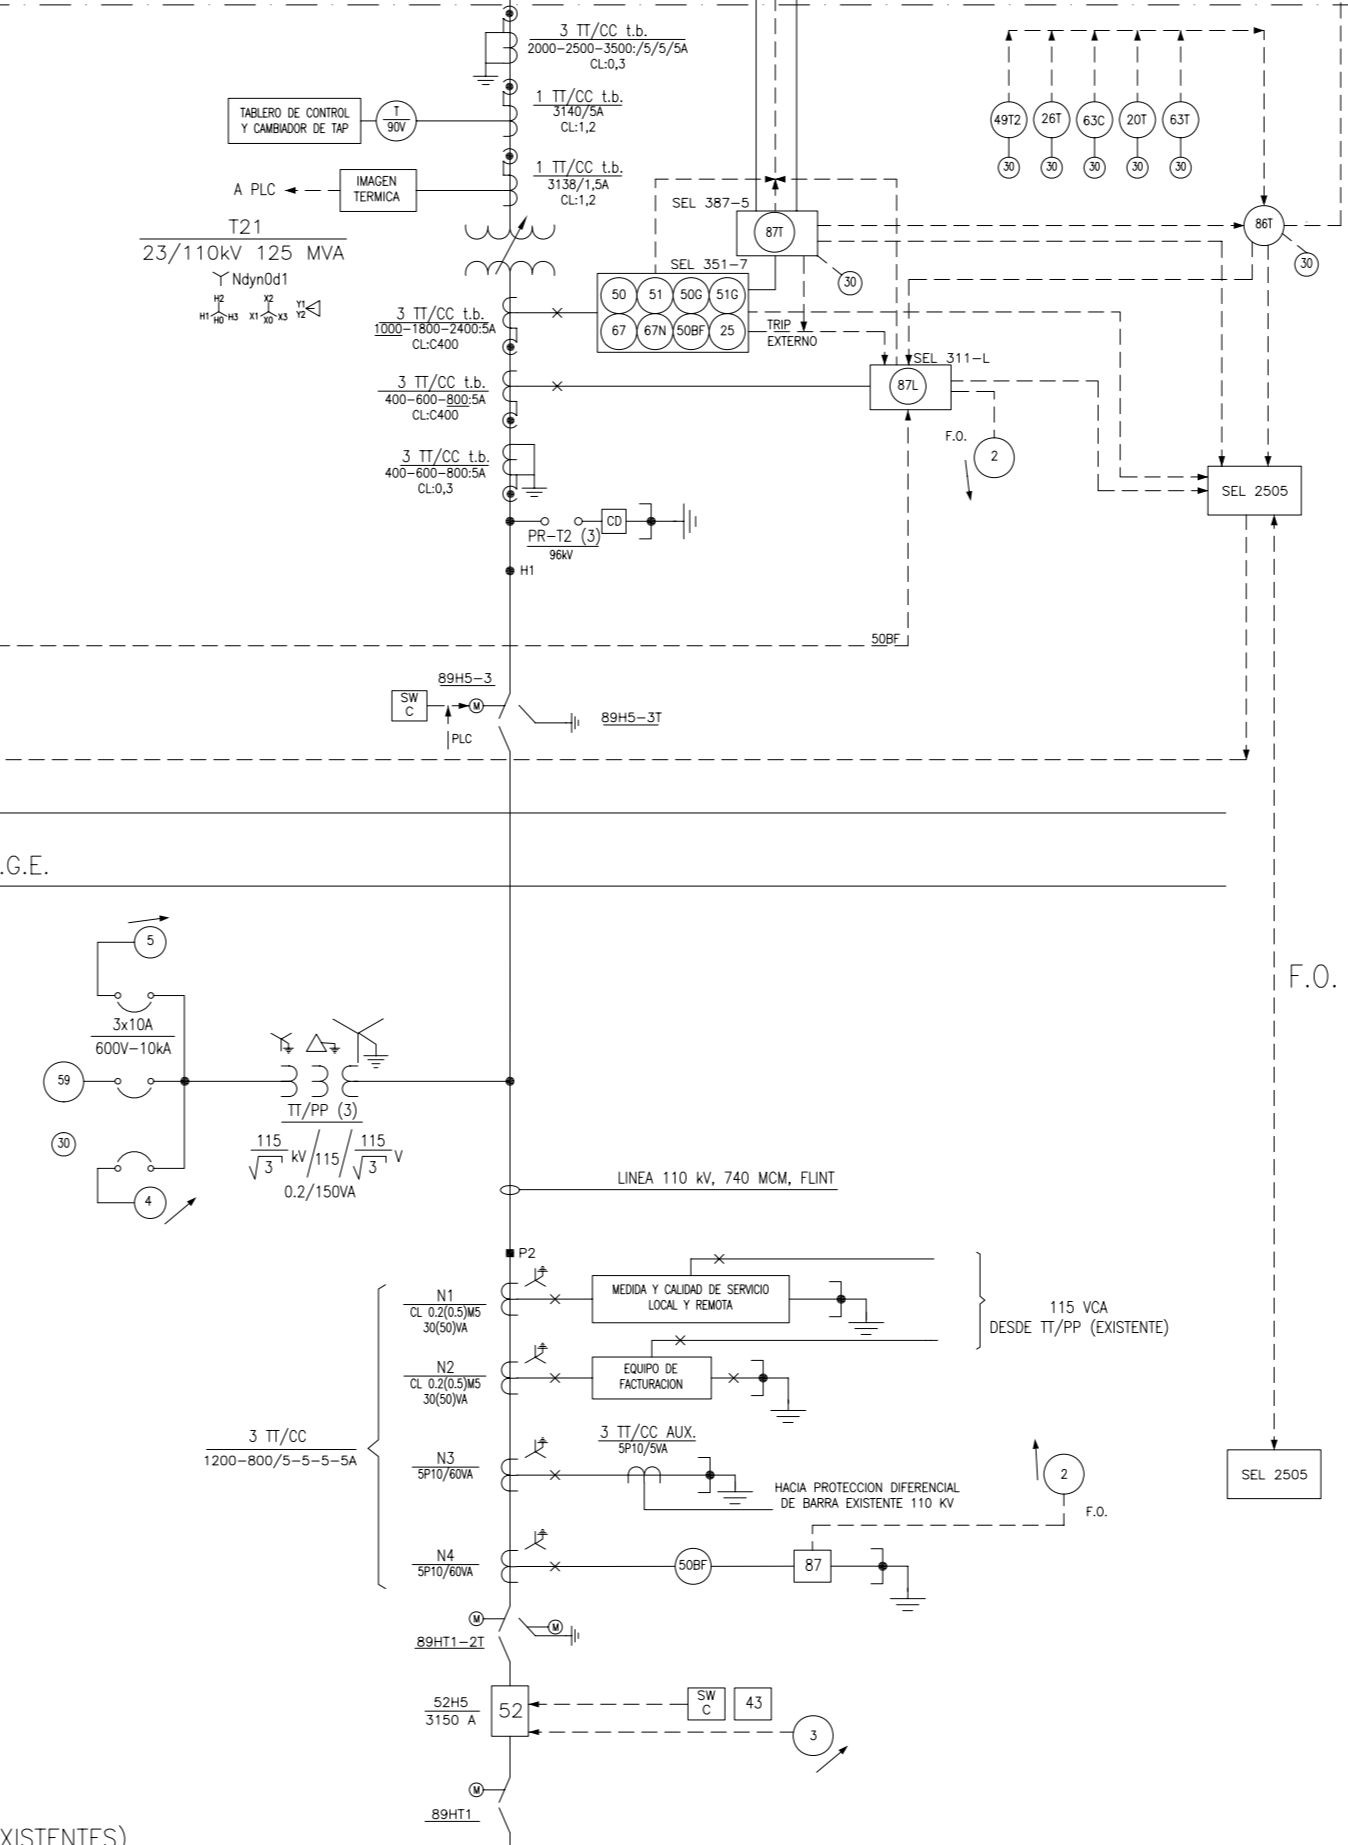 3 TT/CC t.b.
2000-2500-3500:/5/5/5A
CL:0,3
TABLERO DE CONTROL
Y CAMBIADOR DE TAP
T
90V
1 TT/CC t.b.
3140/5A
CL:1,2
A PLC
IMAGEN
TERMICA
1 TT/CC t.b.
3138/1,5A
CL:1,2
49T2
26T
63C
20T
63T
30
30
30
30
30
SEL 387-5
87T
86T
30
30
T21
23/110kV 125 MVA
Ndyn0d1
H2
H1
H0
H3
X2
X1
X0
X3
Y1
Y2
SEL 351-7
50
51
50G
51G
67
67N
50BF
25
TRIP
EXTERNO
3 TT/CC t.b.
1000-1800-2400:5A
CL:C400
SEL 311-L
87L
3 TT/CC t.b.
400-600-800:5A
CL:C400
F.O.
2
3 TT/CC t.b.
400-600-800:5A
CL:0,3
SEL 2505
CD
PR-T2 (3)
96kV
H1
50BF
89H5-3
SW
C
M
PLC
89H5-3T
.G.E.
5
3x10A
600V-10kA
59
30
4
TT/PP (3)
115
√3
kV
115
115
√3
V
0.2/150VA
F.O.
LINEA 110 kV, 740 MCM, FLINT
P2
N1
CL 0.2(0.5)M5
30(50)VA
MEDIDA Y CALIDAD DE SERVICIO
LOCAL Y REMOTA
115 VCA
DESDE TT/PP (EXISTENTE)
N2
CL 0.2(0.5)M5
30(50)VA
EQUIPO DE
FACTURACION
3 TT/CC
1200-800/5-5-5-5A
N3
5P10/60VA
3 TT/CC AUX.
5P10/5VA
HACIA PROTECCION DIFERENCIAL
DE BARRA EXISTENTE 110 KV
2
F.O.
SEL 2505
N4
5P10/60VA
50BF
87
M
M
89HT1-2T
52H5
3150 A
52
SW
C
43
3
M
89HT1
XISTENTES)